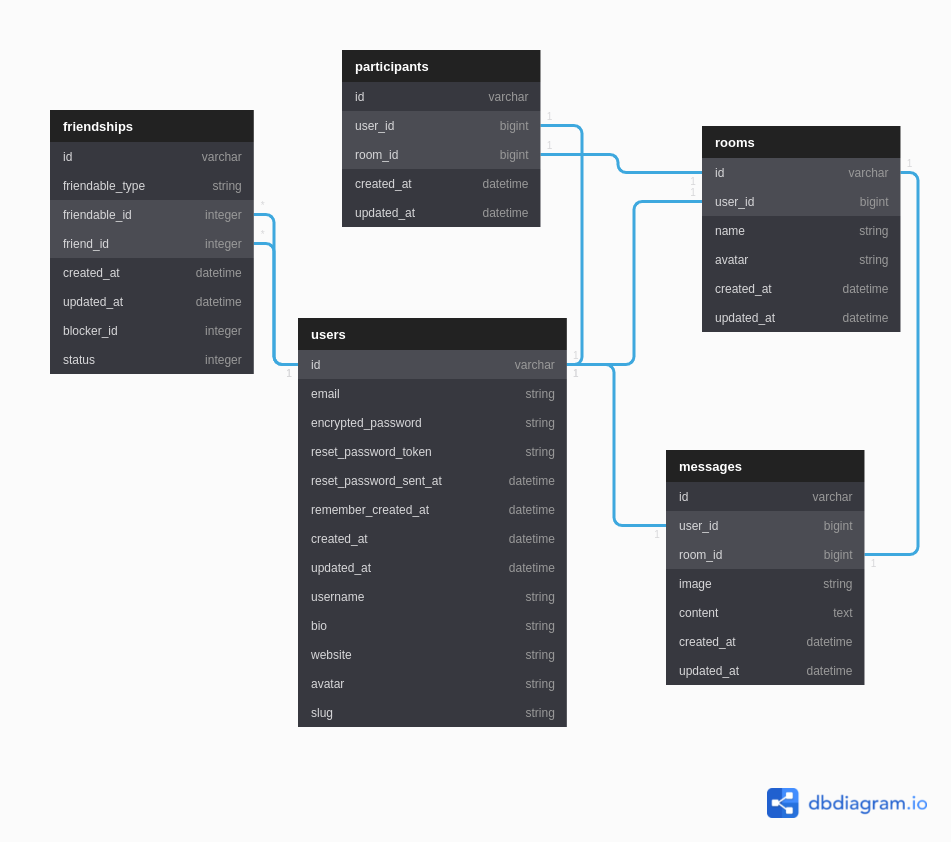 participants
id varchar
user_id bigint
room_id bigint
created_at datetime
updated_at datetime
1
1
friendships
id varchar
friendable_type string
friendable_id integer
friend_id integer
created_at datetime
updated_at datetime
blocker_id integer
status integer
*
*
1
rooms
id varchar
user_id bigint
name string
avatar string
created_at datetime
updated_at datetime
1
1
1
users
id varchar
email string
encrypted_password string
reset_password_token string
reset_password_sent_at datetime
remember_created_at datetime
created_at datetime
updated_at datetime
username string
bio string
website string
avatar string
slug string
1
1
messages
id varchar
user_id bigint
room_id bigint
image string
content text
created_at datetime
updated_at datetime
1
1
dbdiagram.io